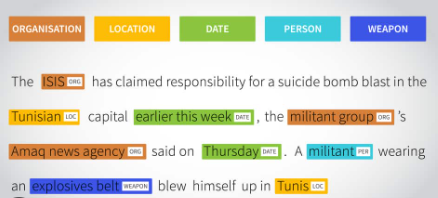 ORGANISATION LOCATION DATE PERSON WEAPON
The ISIS ORG has claimed responsibility for a suicide bomb blast in the
Tunisian LOC capital earlier this week DATE , the militant group ORG 's
Amaq news agency ORG said on Thursday DATE . A militant PER wearing
an explosives belt WEAPON blew himself up in Tunis LOC